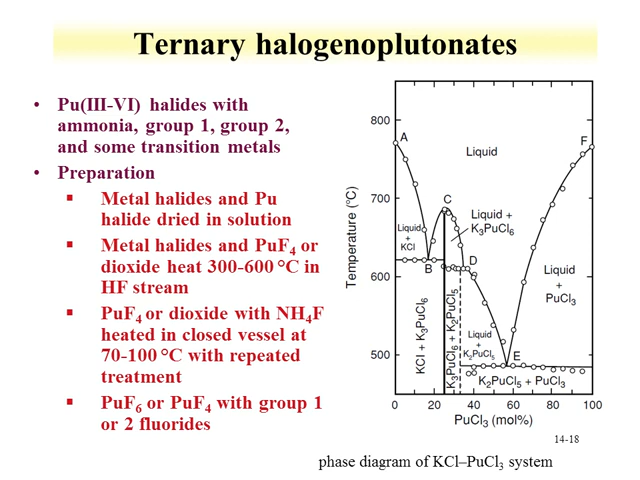 Ternary halogenoplutonates
• Pu(III-VI) halides with
ammonia, group 1, group 2,
and some transition metals
• Preparation
▪ Metal halides and Pu
halide dried in solution
▪ Metal halides and PuF₄ or
dioxide heat 300-600 °C in
HF stream
▪ PuF₄ or dioxide with NH₄F
heated in closed vessel at
70-100 °C with repeated
treatment
▪ PuF₆ or PuF₄ with group 1
or 2 fluorides
Temperature (°C)
800
700
600
500
A
F
Liquid
C
Liquid
+
KCl
Liquid +
K₃PuCl₆
B
D
Liquid
+
PuCl₃
KCl + K₃PuCl₆
K₃PuCl₆ + K₂PuCl₅
Liquid
+
K₂PuCl₅
E
K₂PuCl₅ + PuCl₃
0 20 40 60 80 100
PuCl₃ (mol%)
14-18
phase diagram of KCl–PuCl₃ system